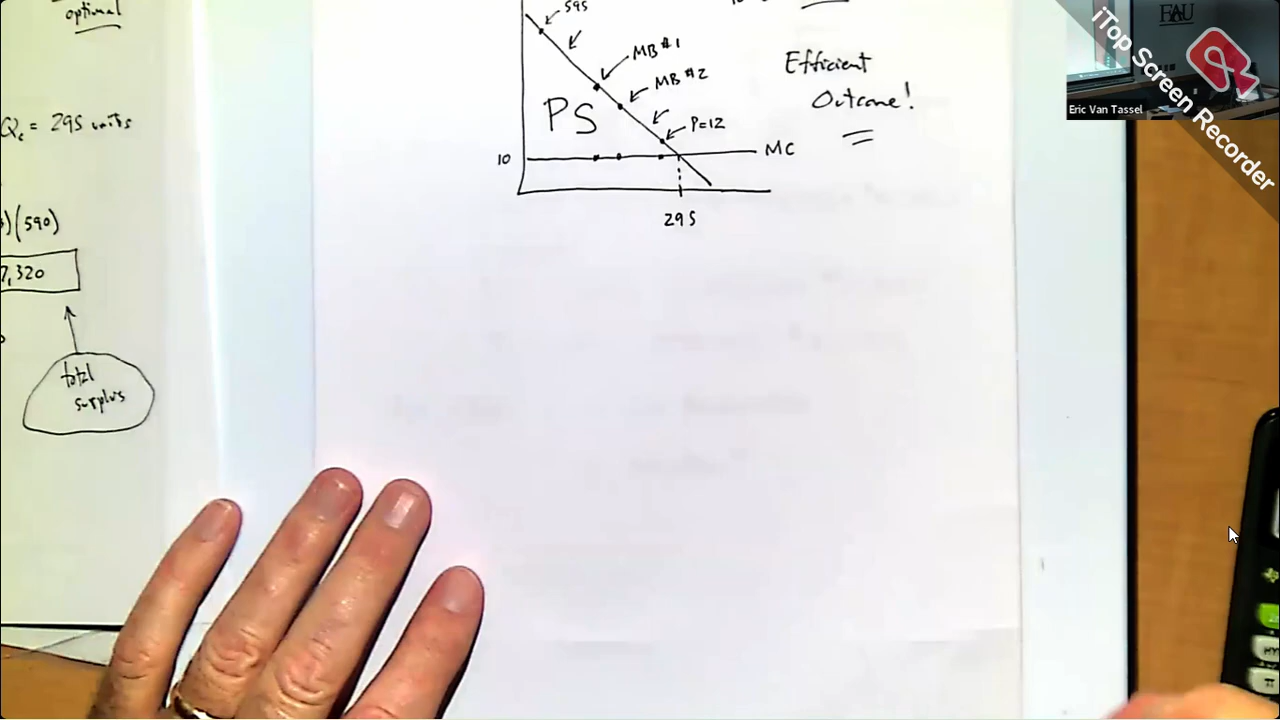 optimal
Qc = 295 units
)(590)
7,320
total
surplus
595
MB #1
MB #2
P=12
PS
10
MC
295
Efficient
Outcome!
FAU
Eric Van Tassel
iTop Screen Recorder